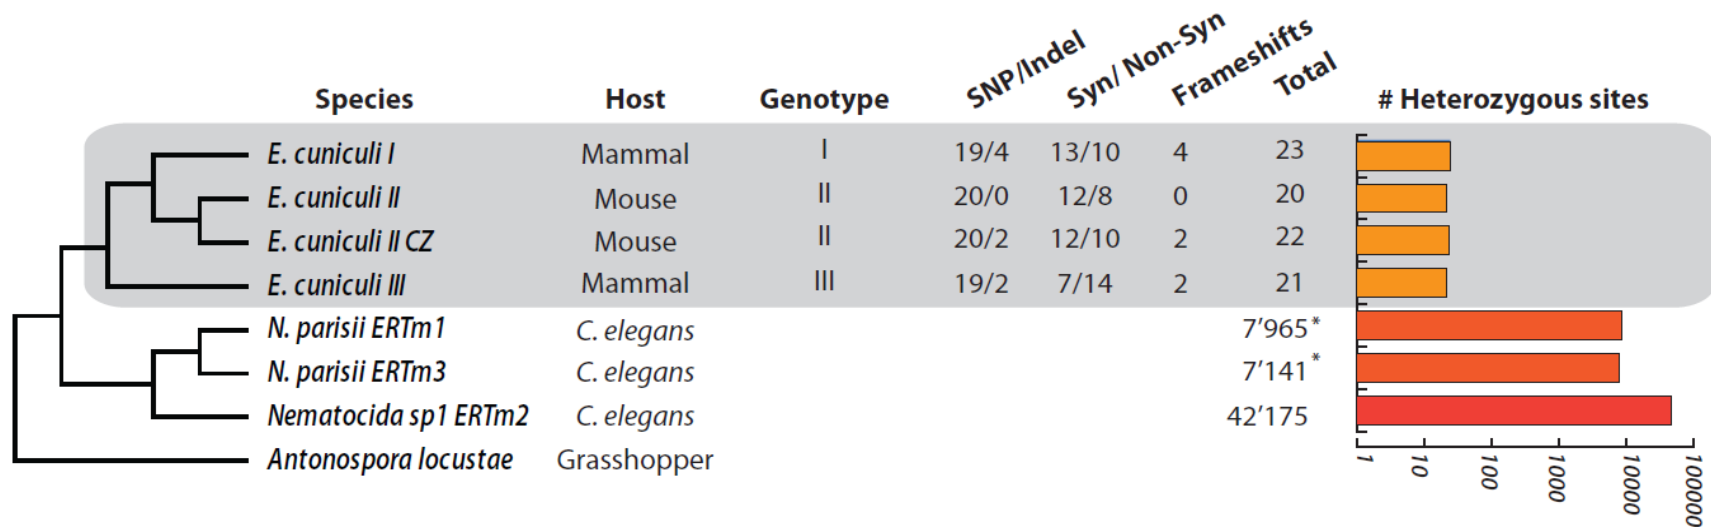 Species Host Genotype SNP/Indel Syn/ Non-Syn Frameshifts Total # Heterozygous sites
E. cuniculi I Mammal I 19/4 13/10 4 23
E. cuniculi II Mouse II 20/0 12/8 0 20
E. cuniculi II CZ Mouse II 20/2 12/10 2 22
E. cuniculi III Mammal III 19/2 7/14 2 21
N. parisii ERTm1 C. elegans 7'965*
N. parisii ERTm3 C. elegans 7'141*
Nematocida sp1 ERTm2 C. elegans 42'175
Antonospora locustae Grasshopper
1 10 100 1000 10000 100000